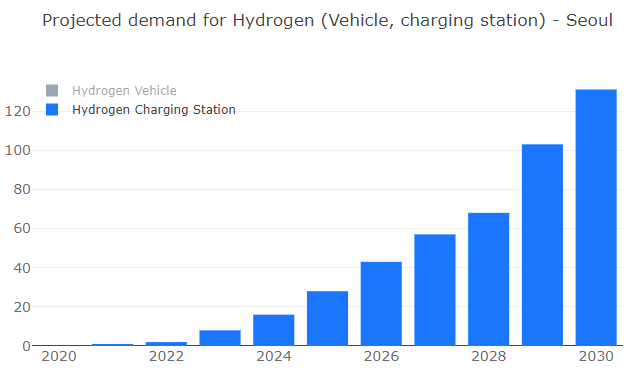 Projected demand for Hydrogen (Vehicle, charging station) - Seoul
Hydrogen Vehicle
Hydrogen Charging Station
120
100
80
60
40
20
0
2020 2022 2024 2026 2028 2030